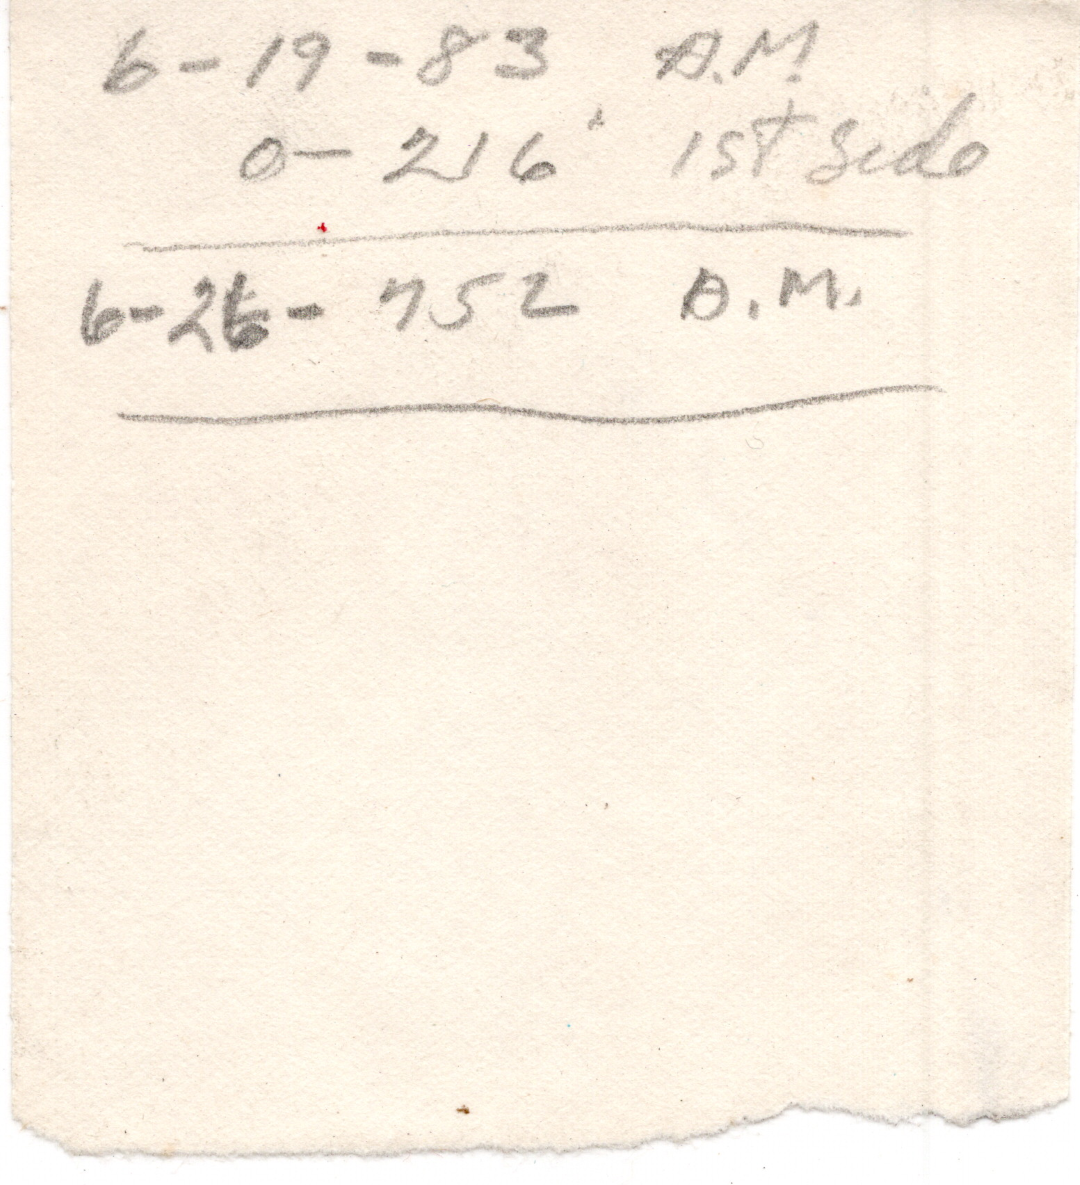 6-19-83 A.M
0-216' 1st side
6-26- 752 A.M.